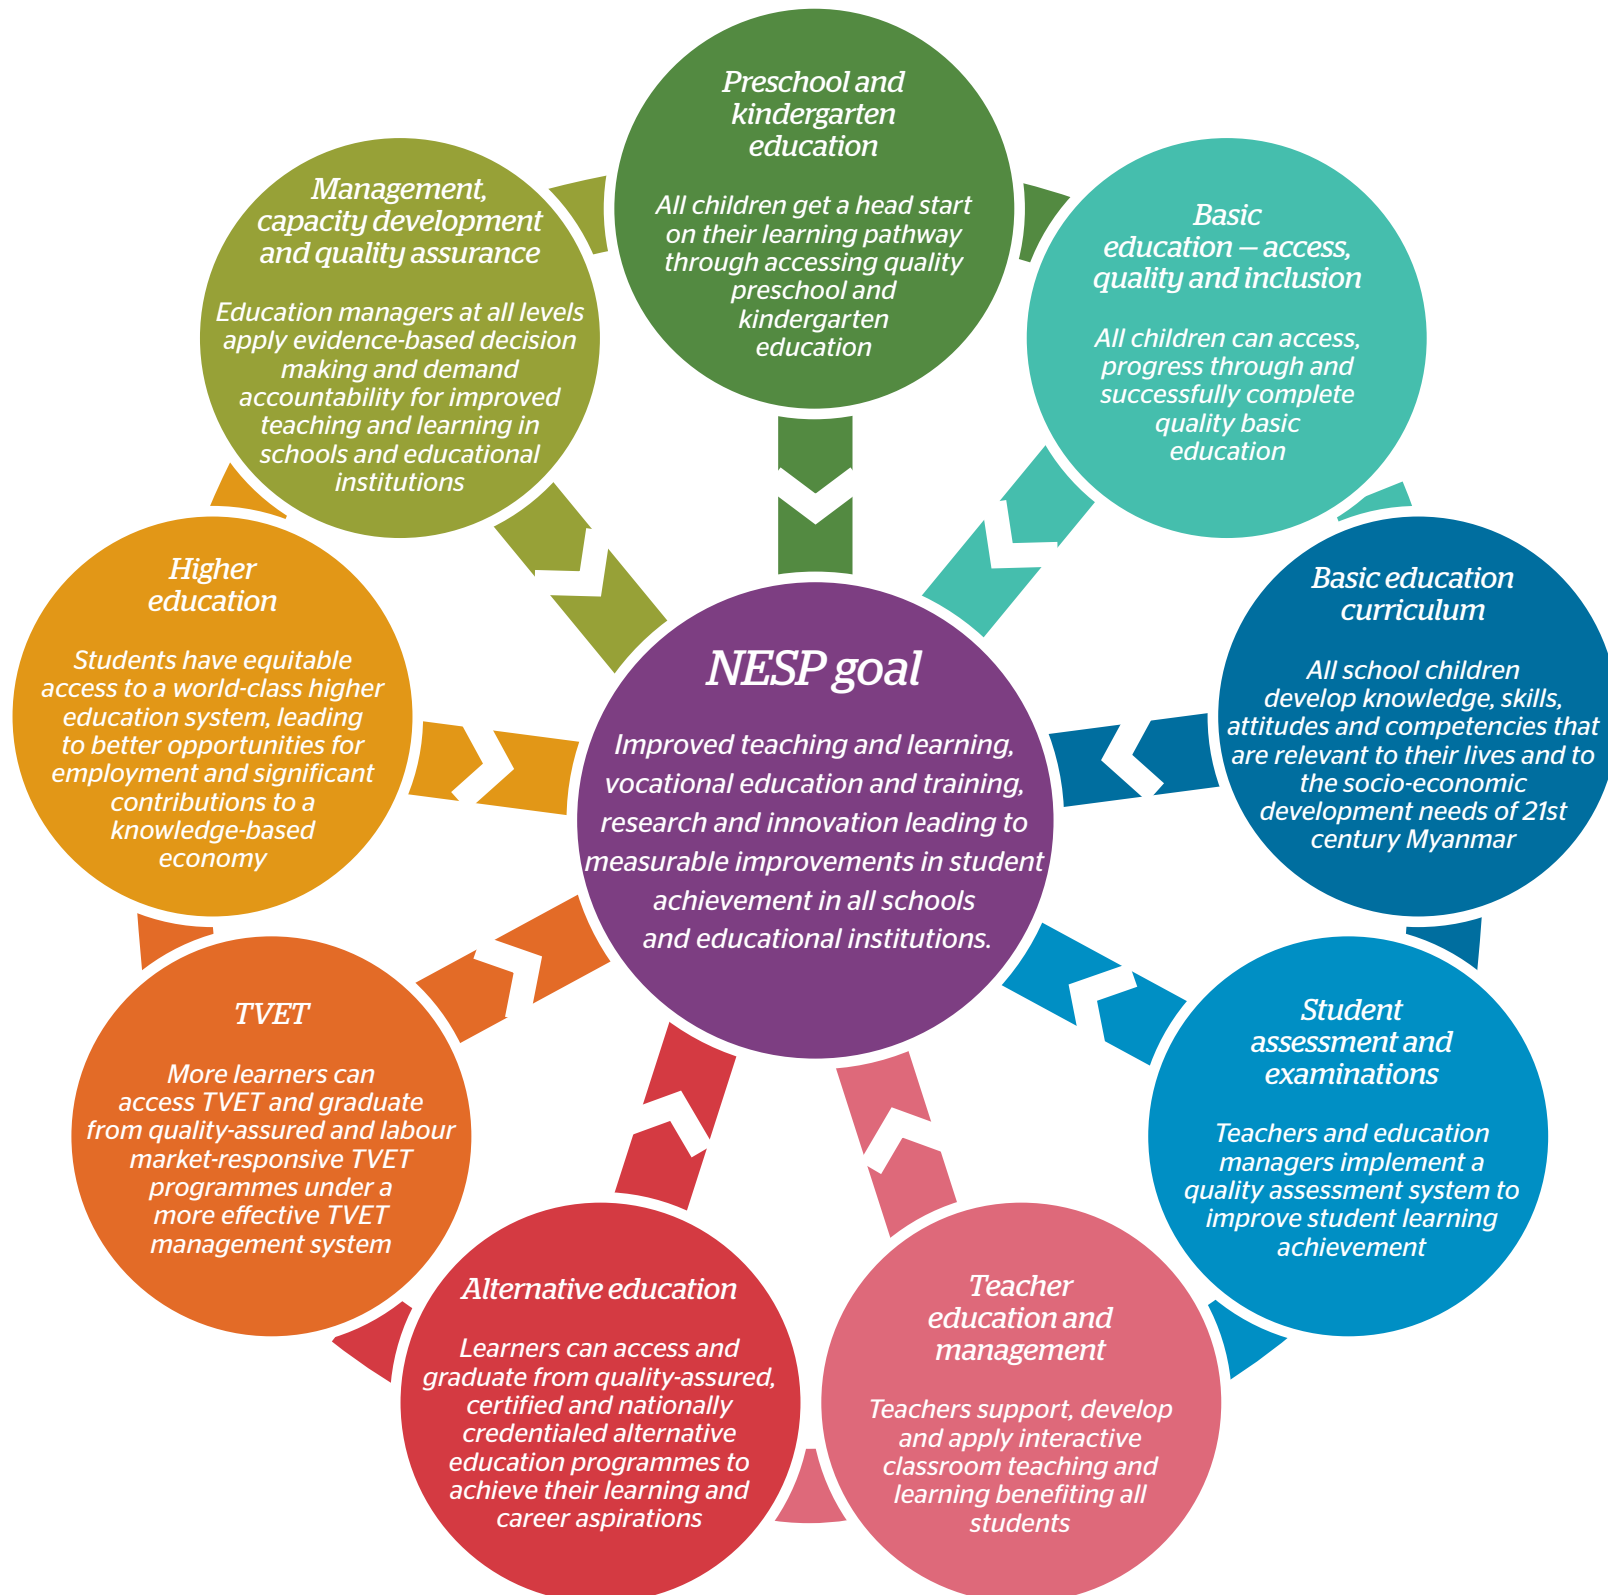 Preschool and
kindergarten
education
All children get a head start
on their learning pathway
through accessing quality
preschool and
kindergarten
education
Basic
education – access,
quality and inclusion
All children can access,
progress through and
successfully complete
quality basic
education
Basic education
curriculum
All school children
develop knowledge, skills,
attitudes and competencies that
are relevant to their lives and to
the socio-economic
development needs of 21st
century Myanmar
Student
assessment and
examinations
Teachers and education
managers implement a
quality assessment system to
improve student learning
achievement
Teacher
education and
management
Teachers support, develop
and apply interactive
classroom teaching and
learning benefiting all
students
Alternative education
Learners can access and
graduate from quality-assured,
certified and nationally
credentialed alternative
education programmes to
achieve their learning and
career aspirations
TVET
More learners can
access TVET and graduate
from quality-assured and labour
market-responsive TVET
programmes under a
more effective TVET
management system
Higher
education
Students have equitable
access to a world-class higher
education system, leading
to better opportunities for
employment and significant
contributions to a
knowledge-based
economy
Management,
capacity development
and quality assurance
Education managers at all levels
apply evidence-based decision
making and demand
accountability for improved
teaching and learning in
schools and educational
institutions
NESP goal
Improved teaching and learning,
vocational education and training,
research and innovation leading to
measurable improvements in student
achievement in all schools
and educational institutions.